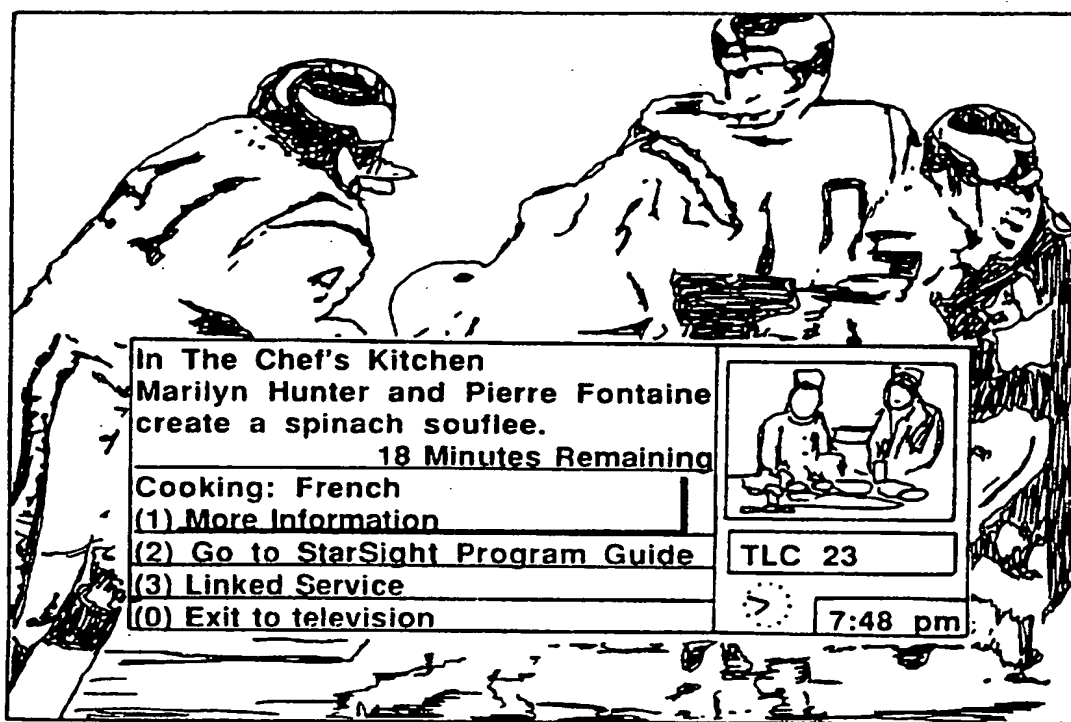 In The Chef's Kitchen
Marilyn Hunter and Pierre Fontaine
create a spinach souflee.
18 Minutes Remaining
Cooking: French
(1) More Information
(2) Go to StarSight Program Guide
(3) Linked Service
(0) Exit to television
TLC 23
7:48 pm